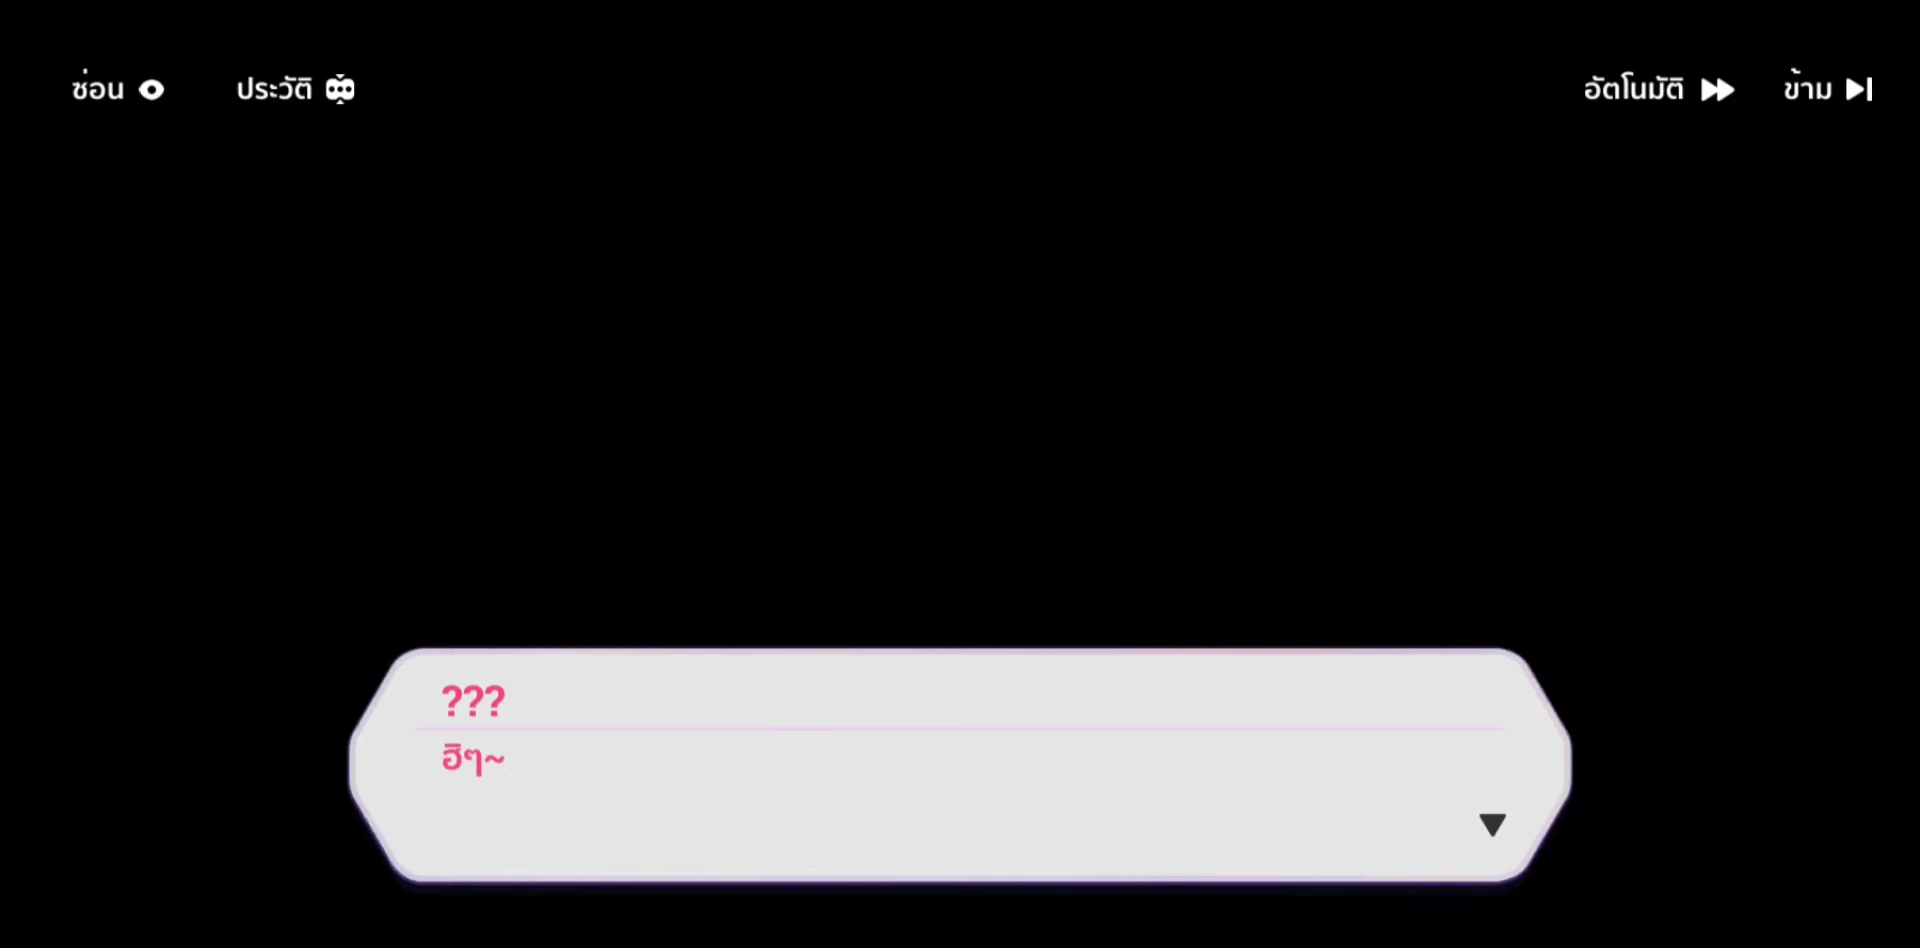 ซ่อน
ประวัติ
อัตโนมัติ
ข้าม
???
ฮิๆ~